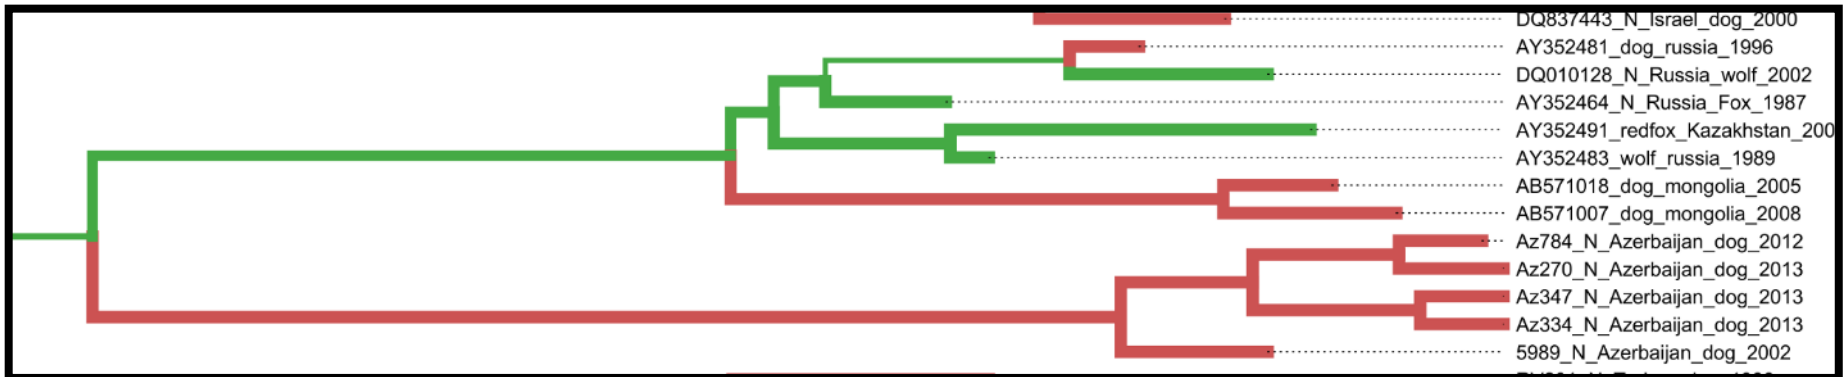 DQ837443_N_Israel_dog_2000
AY352481_dog_russia_1996
DQ010128_N_Russia_wolf_2002
AY352464_N_Russia_Fox_1987
AY352491_redfox_Kazakhstan_200
AY352483_wolf_russia_1989
AB571018_dog_mongolia_2005
AB571007_dog_mongolia_2008
Az784_N_Azerbaijan_dog_2012
Az270_N_Azerbaijan_dog_2013
Az347_N_Azerbaijan_dog_2013
Az334_N_Azerbaijan_dog_2013
5989_N_Azerbaijan_dog_2002